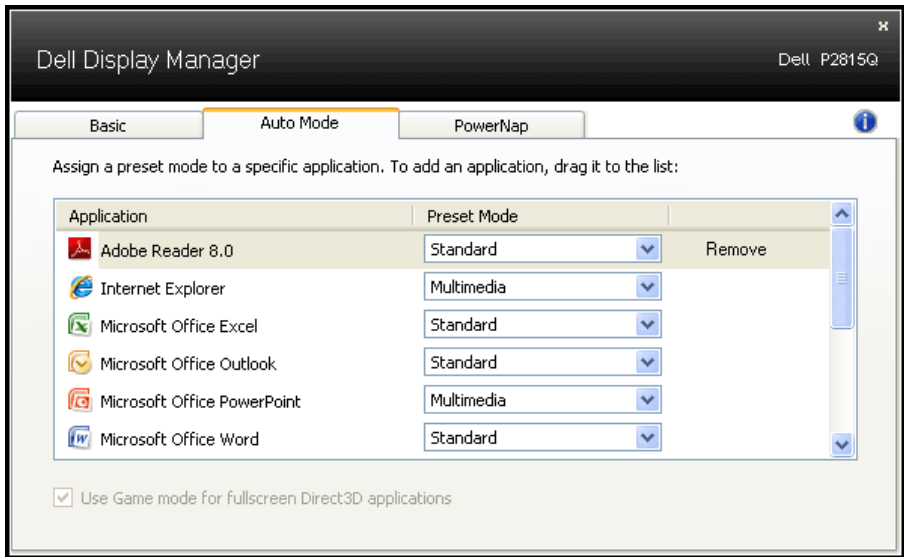 Dell Display Manager
Dell P2815Q
Basic
Auto Mode
PowerNap
Assign a preset mode to a specific application. To add an application, drag it to the list:
Application Preset Mode
Adobe Reader 8.0 Standard Remove
Internet Explorer Multimedia
Microsoft Office Excel Standard
Microsoft Office Outlook Standard
Microsoft Office PowerPoint Multimedia
Microsoft Office Word Standard
Use Game mode for fullscreen Direct3D applications